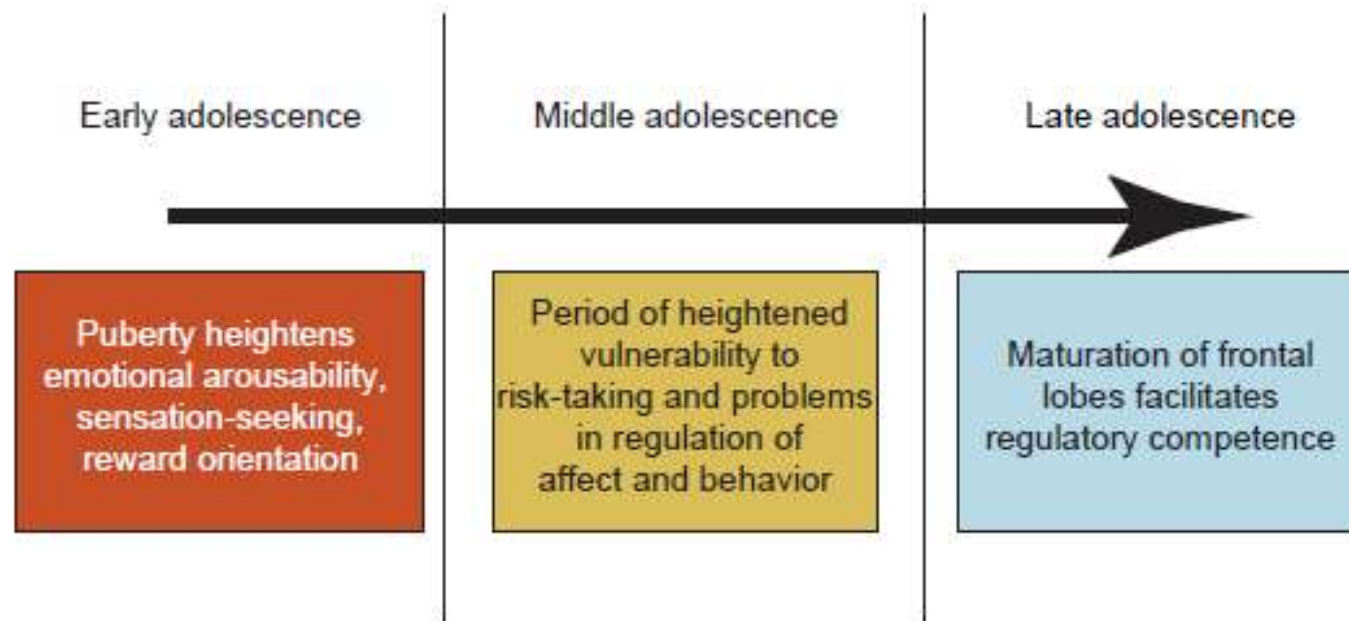 Early adolescence
Middle adolescence
Late adolescence
Puberty heightens
emotional arousability,
sensation-seeking,
reward orientation
Period of heightened
vulnerability to
risk-taking and problems
in regulation of
affect and behavior
Maturation of frontal
lobes facilitates
regulatory competence